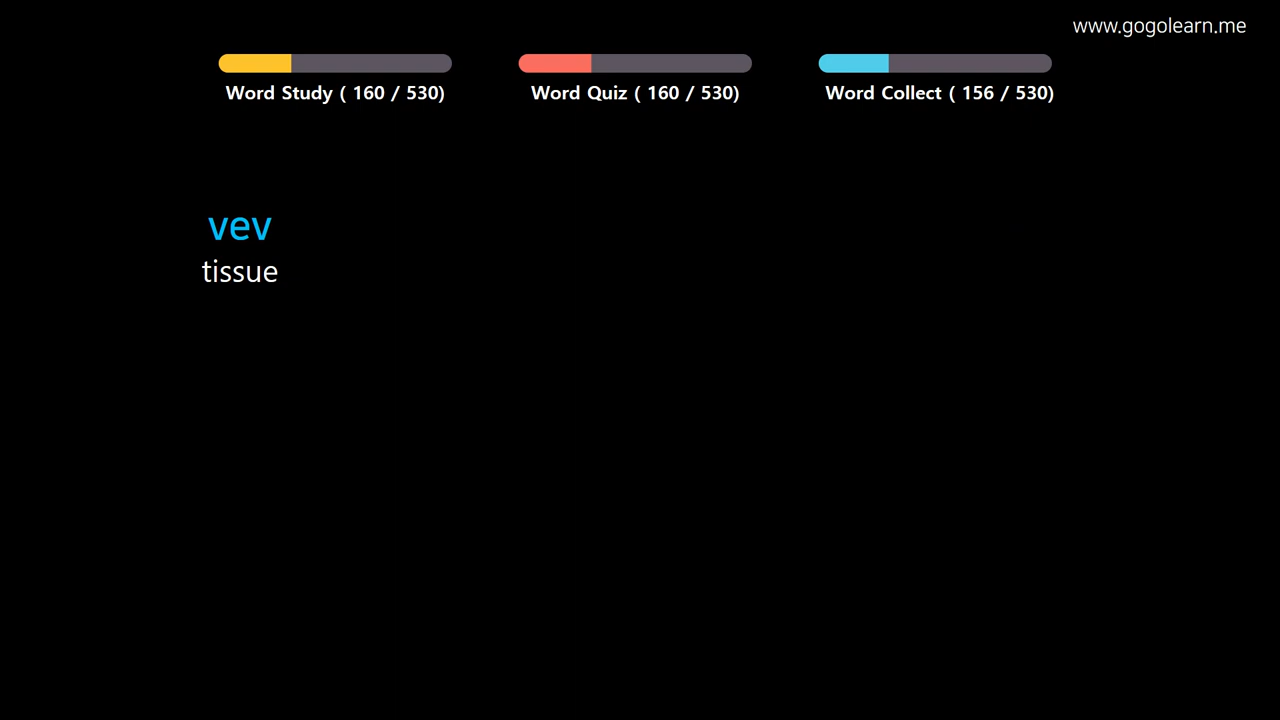 www.gogolearn.me
Word Study ( 160 / 530)
Word Quiz ( 160 / 530)
Word Collect ( 156 / 530)
vev
tissue